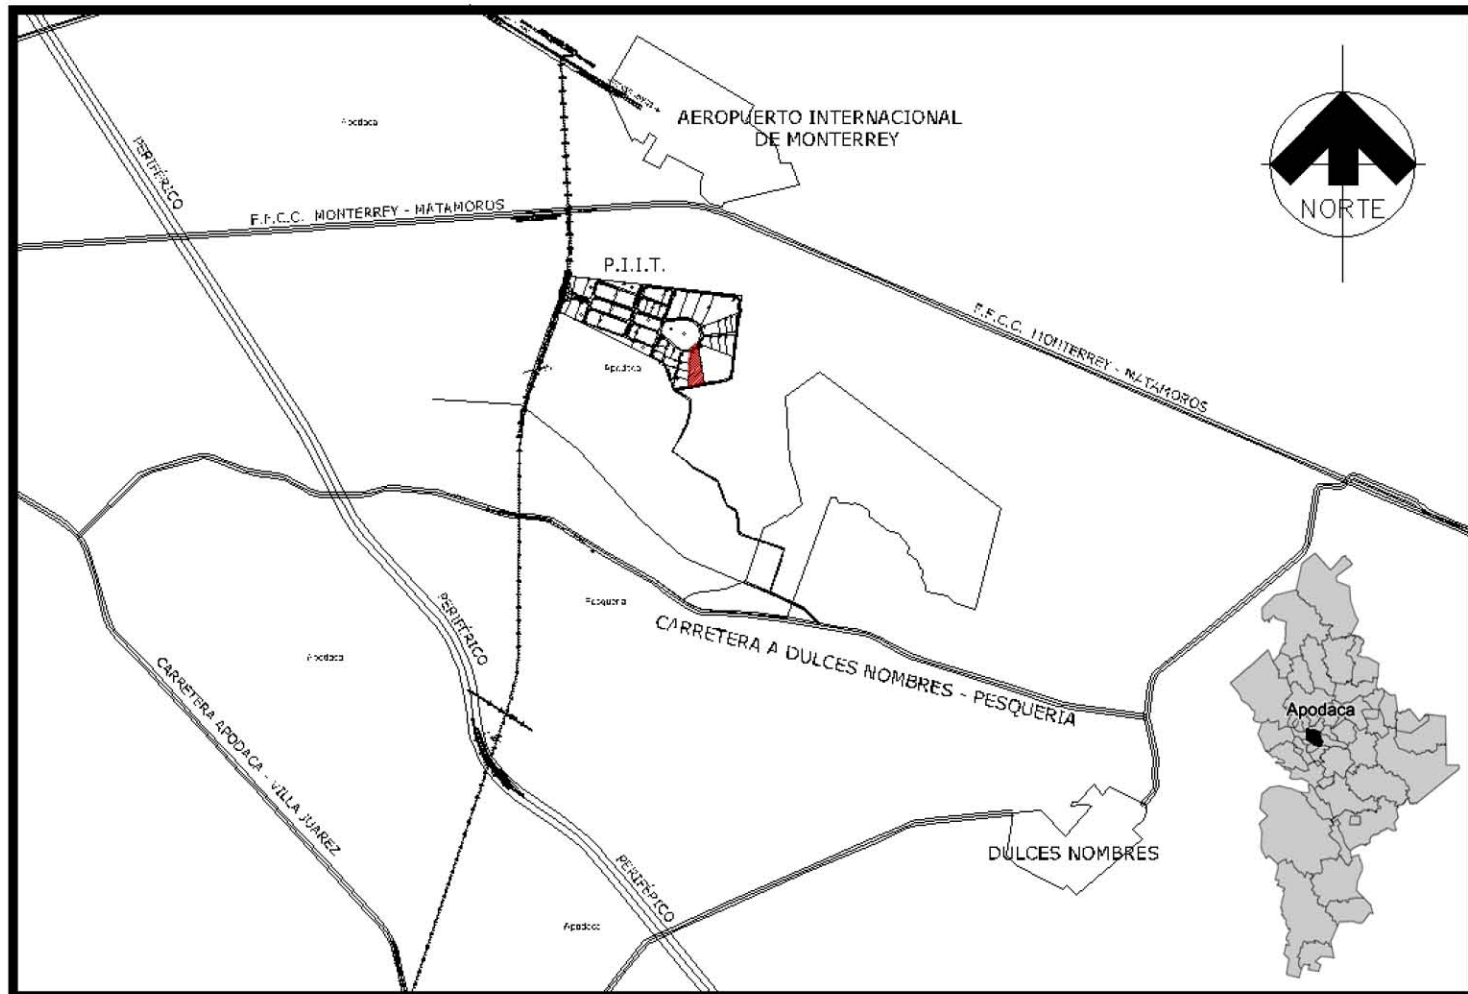 AEROPUERTO INTERNACIONAL
DE MONTERREY
Apodaca
PERIFÉRICO
NORTE
F.F.C.C. MONTERREY - MATAMOROS
P.I.I.T.
F.F.C.C. MONTERREY - MATAMOROS
Apodaca
Pesqueria
PERIFÉRICO
CARRETERA A DULCES NOMBRES - PESQUERIA
Apodaca
CARRETERA APODACA - VILLA JUAREZ
Apodaca
DULCES NOMBRES
PERIFÉRICO
Apodaca